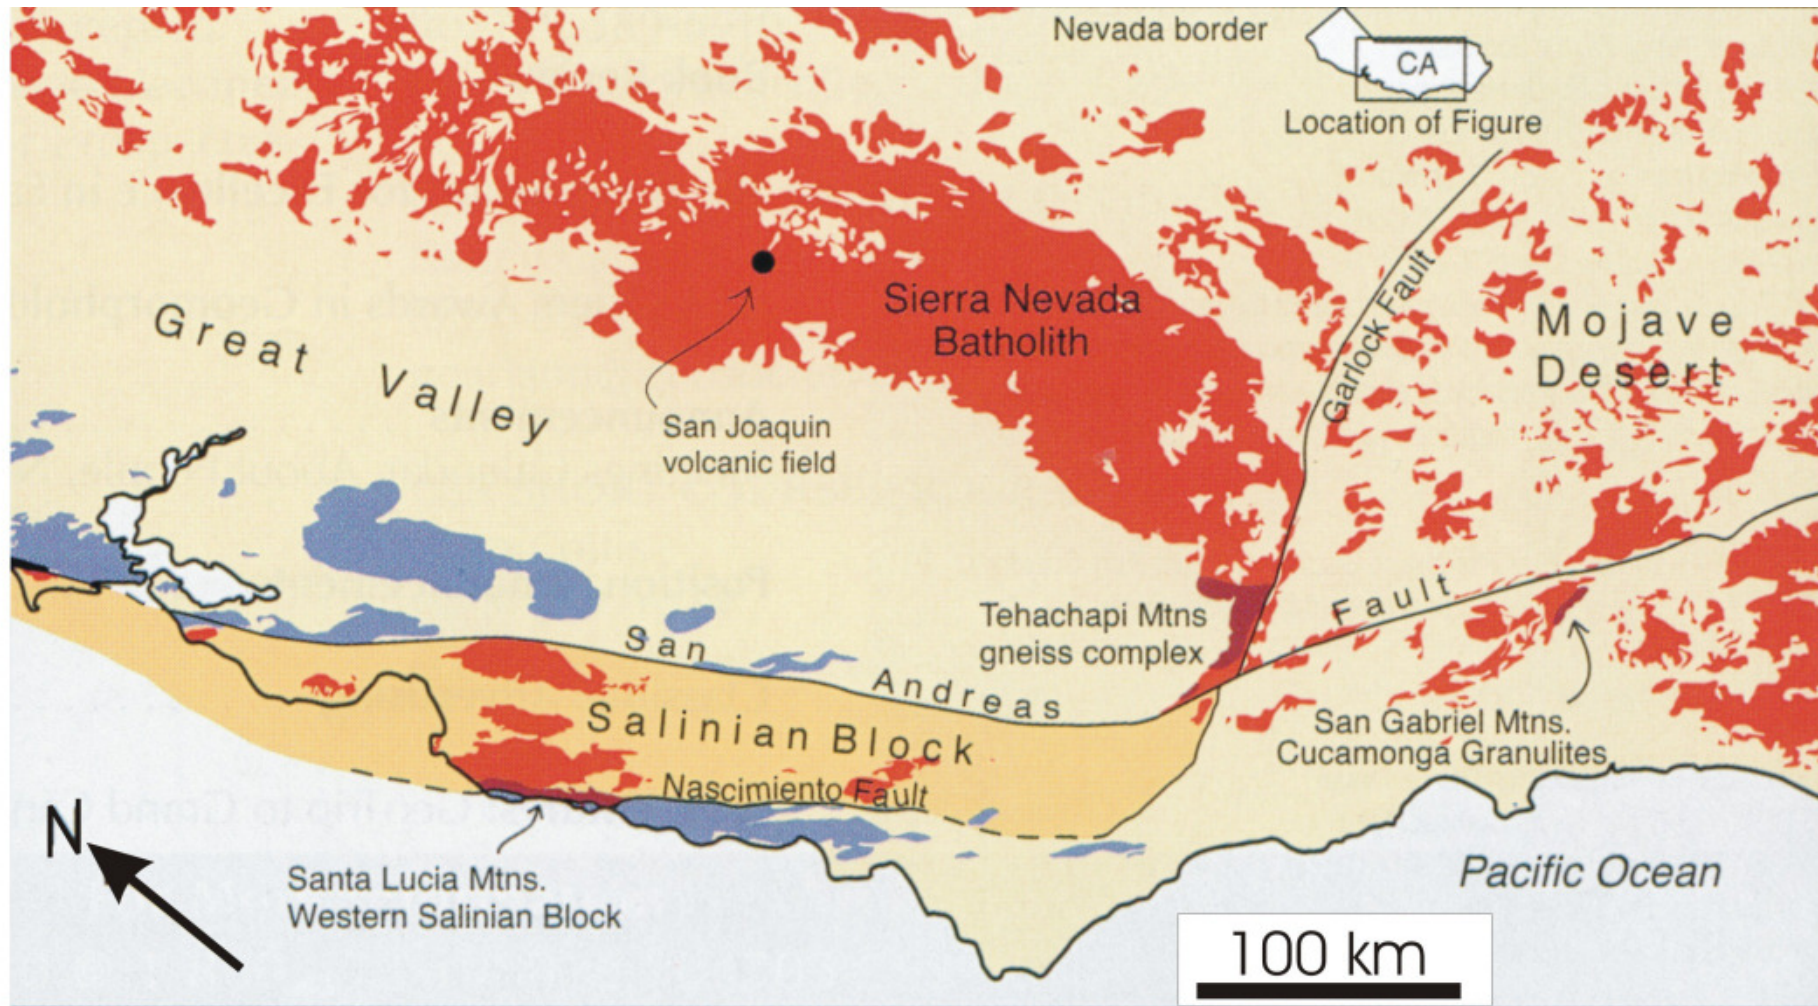 Nevada border
CA
Location of Figure
Sierra Nevada
Batholith
Great Valley
San Joaquin
volcanic field
Garlock Fault
Mojave
Desert
Tehachapi Mtns
gneiss complex
San Andreas Fault
Salinian Block
Nascimiento Fault
San Gabriel Mtns.
Cucamonga Granulites
N
Santa Lucia Mtns.
Western Salinian Block
Pacific Ocean
100 km